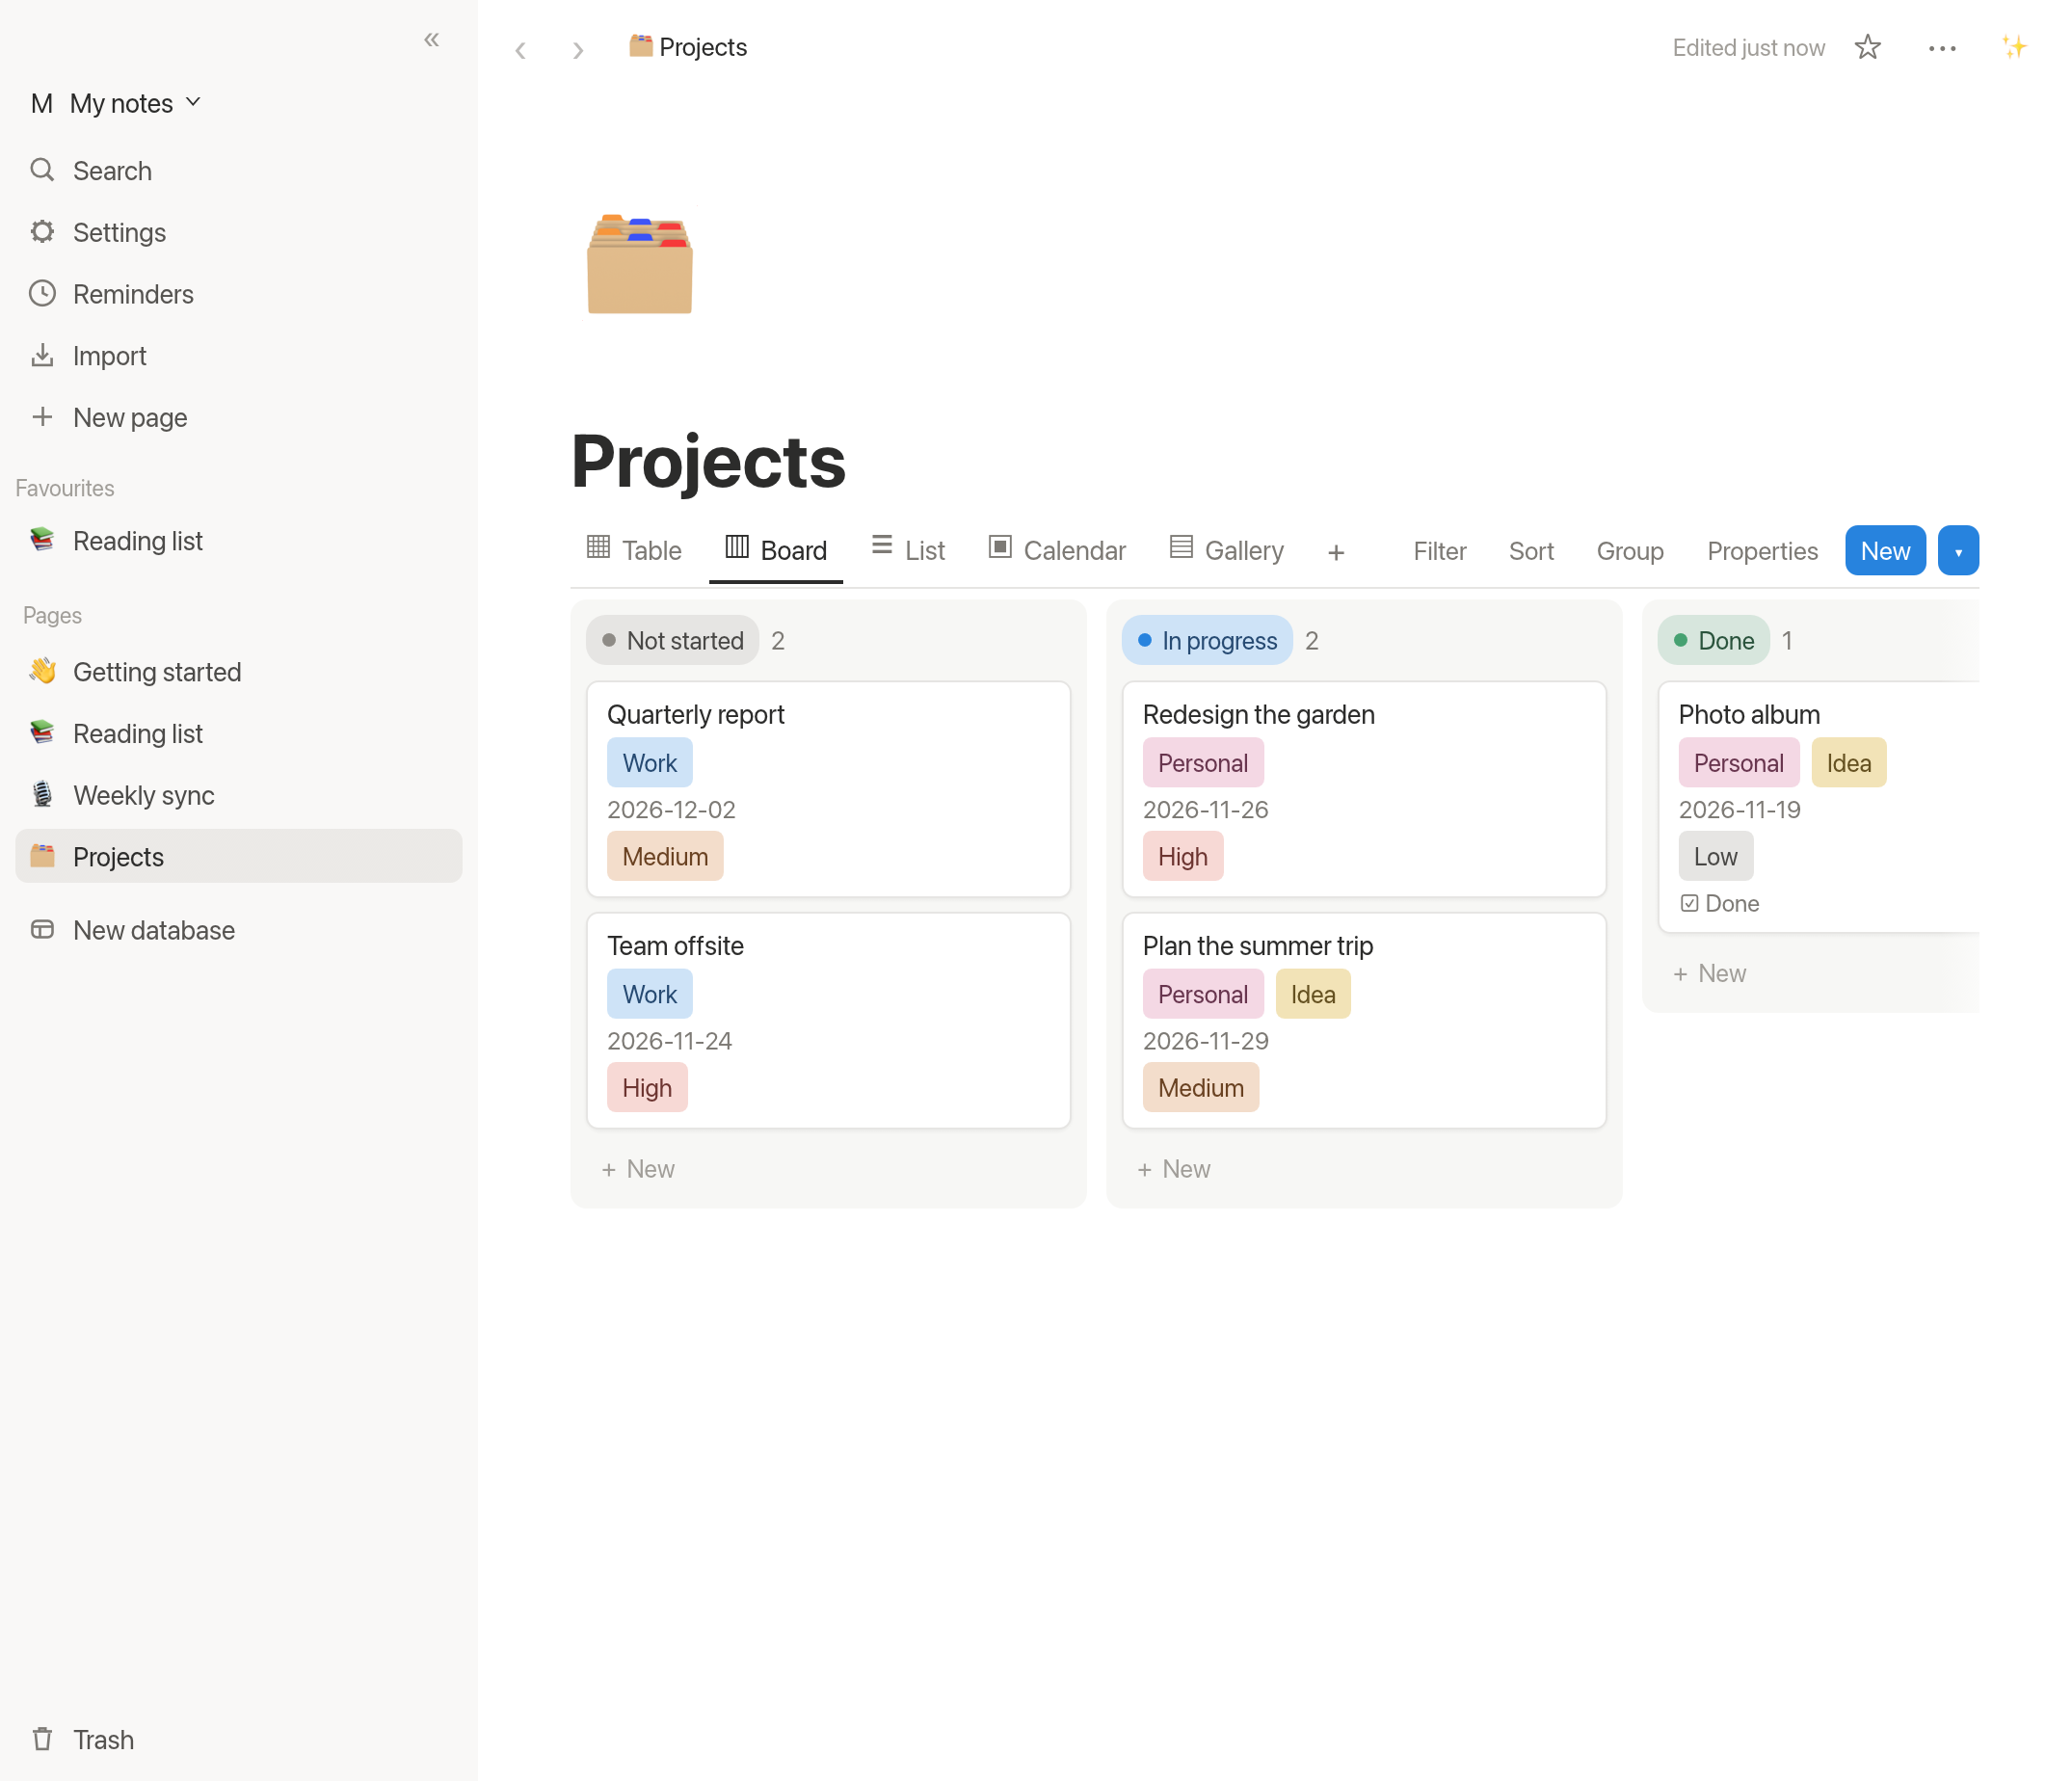 M My notes
Search
Settings
Reminders
Import
New page
Favourites
Reading list
Pages
Getting started
Reading list
Weekly sync
Projects
New database
Trash
Projects
Edited just now
Projects
Table Board List Calendar Gallery + Filter Sort Group Properties New
Not started 2
Quarterly report
Work
2026-12-02
Medium
Team offsite
Work
2026-11-24
High
+ New
In progress 2
Redesign the garden
Personal
2026-11-26
High
Plan the summer trip
Personal Idea
2026-11-29
Medium
+ New
Done 1
Photo album
Personal Idea
2026-11-19
Low
Done
+ New